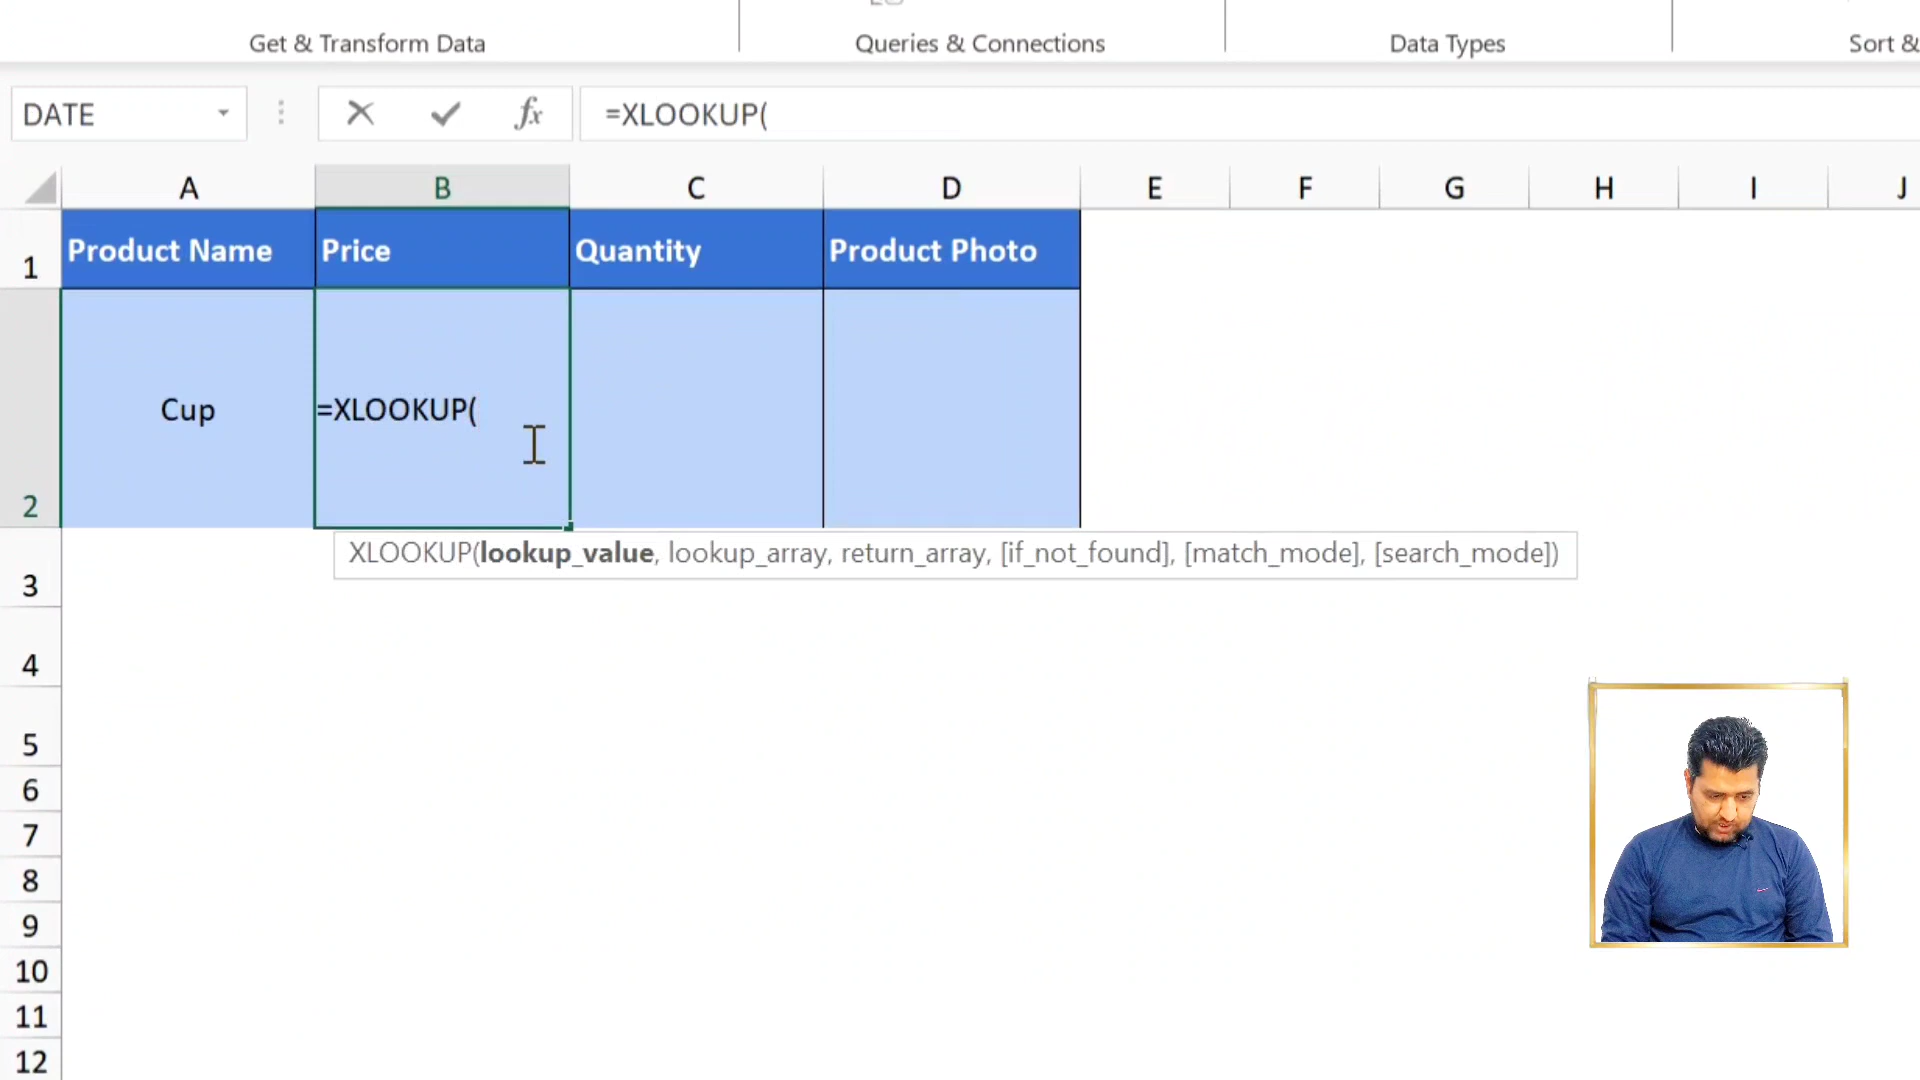 Get & Transform Data
Queries & Connections
Data Types
Sort &
DATE
fx
=XLOOKUP(
A B C D E F G H I J
1 Product Name Price Quantity Product Photo
2 Cup =XLOOKUP(
XLOOKUP(lookup_value, lookup_array, return_array, [if_not_found], [match_mode], [search_mode])
3
4
5
6
7
8
9
10
11
12